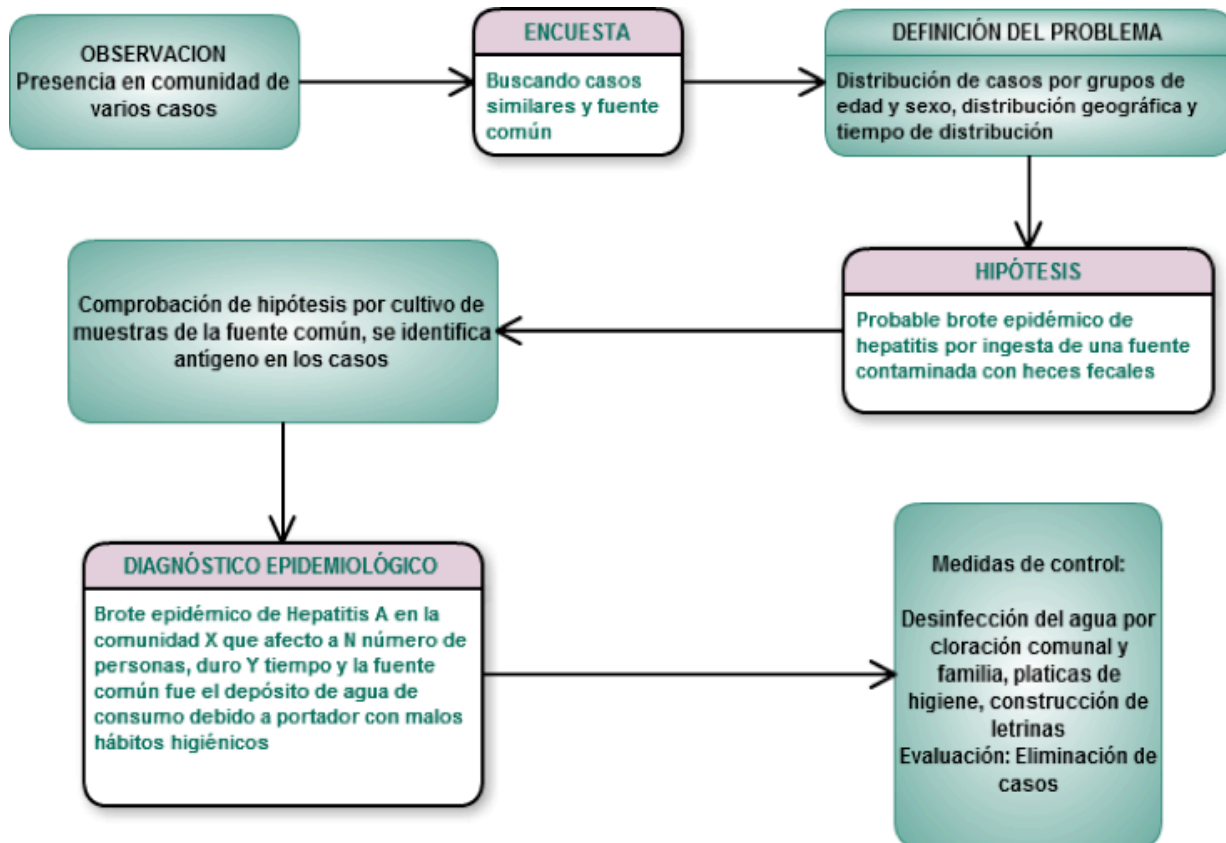 OBSERVACION
Presencia en comunidad de
varios casos
ENCUESTA
Buscando casos
similares y fuente
común
DEFINICIÓN DEL PROBLEMA
Distribución de casos por grupos de
edad y sexo, distribución geográfica y
tiempo de distribución
HIPÓTESIS
Probable brote epidémico de
hepatitis por ingesta de una fuente
contaminada con heces fecales
Comprobación de hipótesis por cultivo de
muestras de la fuente común, se identifica
antígeno en los casos
DIAGNÓSTICO EPIDEMIOLÓGICO
Brote epidémico de Hepatitis A en la
comunidad X que afecto a N número de
personas, duro Y tiempo y la fuente
común fue el depósito de agua de
consumo debido a portador con malos
hábitos higiénicos
Medidas de control:
Desinfección del agua por
cloración comunal y
familia, platicas de
higiene, construcción de
letrinas
Evaluación: Eliminación de
casos